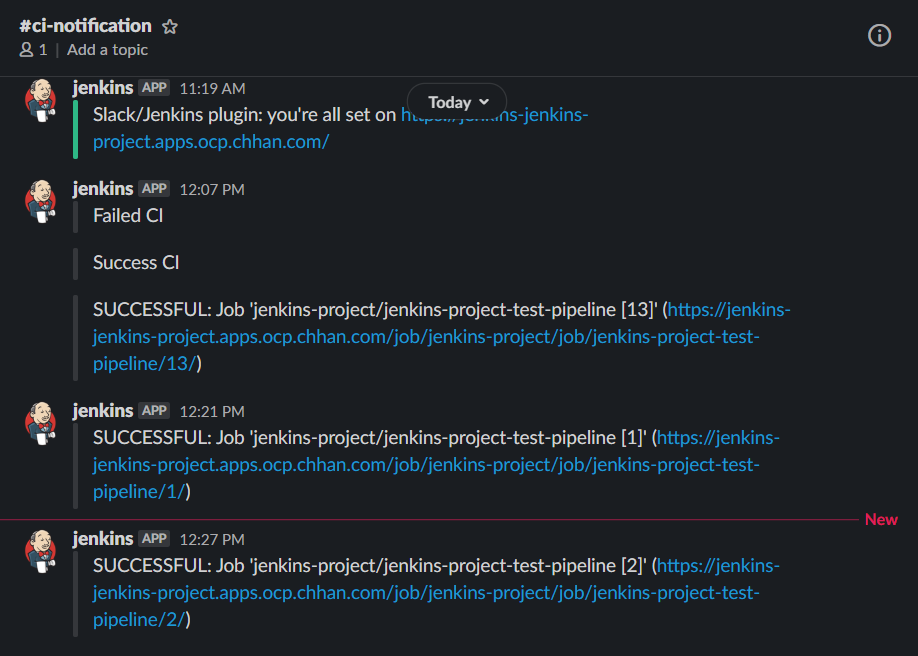 #ci-notification
1 | Add a topic
jenkins APP 11:19 AM
Today
Slack/Jenkins plugin: you're all set on https://jenkins-jenkins-
project.apps.ocp.chhan.com/
jenkins APP 12:07 PM
Failed CI
Success CI
SUCCESSFUL: Job 'jenkins-project/jenkins-project-test-pipeline [13]' (https://jenkins-
jenkins-project.apps.ocp.chhan.com/job/jenkins-project/job/jenkins-project-test-
pipeline/13/)
jenkins APP 12:21 PM
SUCCESSFUL: Job 'jenkins-project/jenkins-project-test-pipeline [1]' (https://jenkins-
jenkins-project.apps.ocp.chhan.com/job/jenkins-project/job/jenkins-project-test-
pipeline/1/)
New
jenkins APP 12:27 PM
SUCCESSFUL: Job 'jenkins-project/jenkins-project-test-pipeline [2]' (https://jenkins-
jenkins-project.apps.ocp.chhan.com/job/jenkins-project/job/jenkins-project-test-
pipeline/2/)